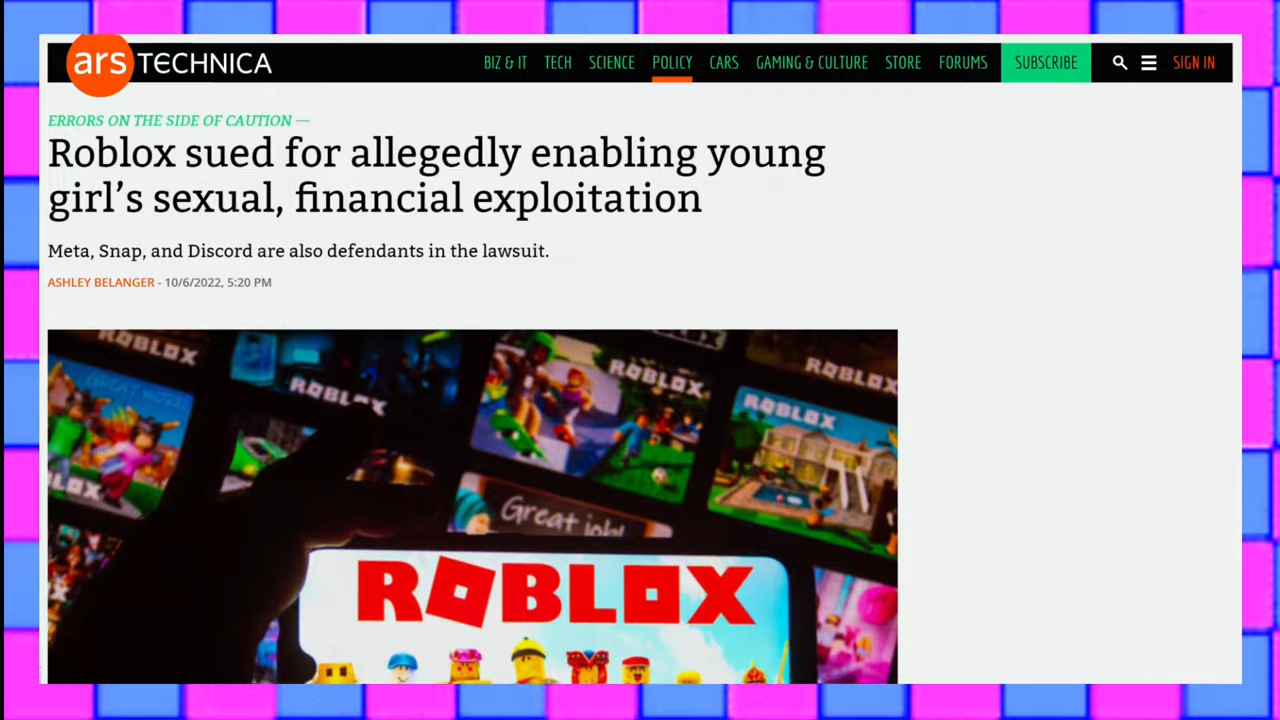 ars TECHNICA
BIZ & IT TECH SCIENCE POLICY CARS GAMING & CULTURE STORE FORUMS SUBSCRIBE SIGN IN
ERRORS ON THE SIDE OF CAUTION —
Roblox sued for allegedly enabling young
girl’s sexual, financial exploitation
Meta, Snap, and Discord are also defendants in the lawsuit.
ASHLEY BELANGER - 10/6/2022, 5:20 PM
ROBLOX
ROBLOX
ROBLOX
ROBLOX
ROBLOX
Great job!
ROBLOX